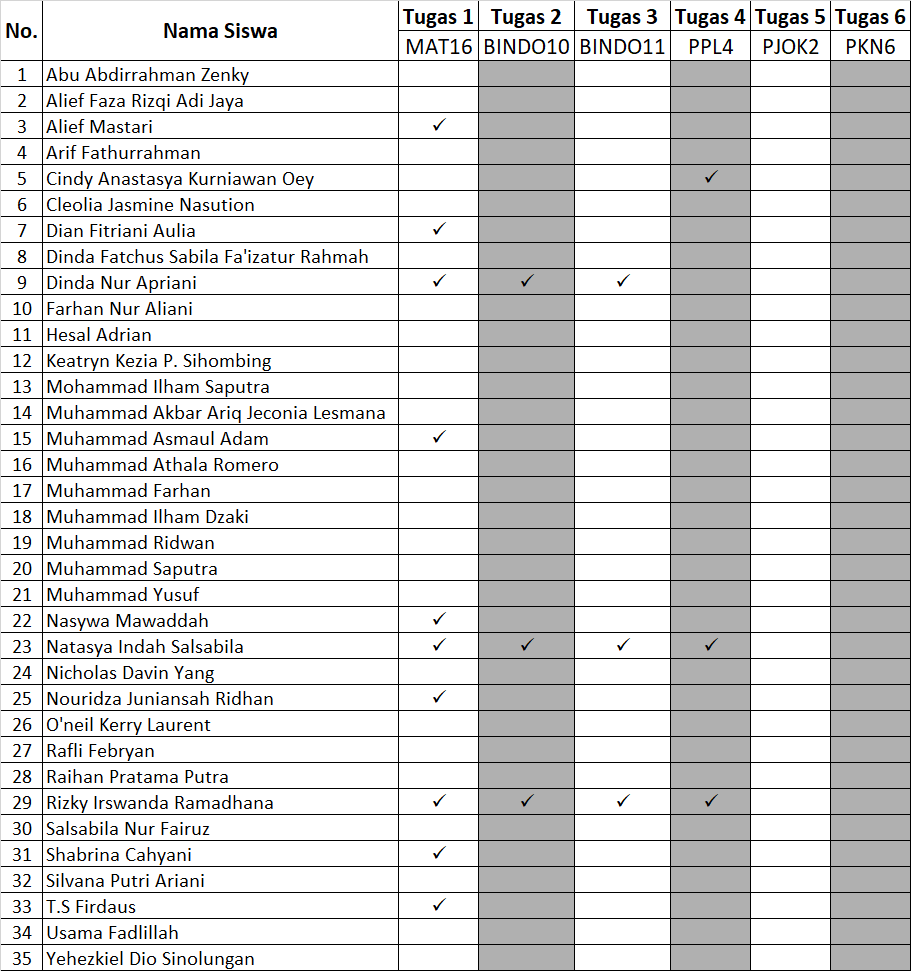 No. Nama Siswa Tugas 1 Tugas 2 Tugas 3 Tugas 4 Tugas 5 Tugas 6
MAT16 BINDO10 BINDO11 PPL4 PJOK2 PKN6
1 Abu Abdirrahman Zenky
2 Alief Faza Rizqi Adi Jaya
3 Alief Mastari ✓
4 Arif Fathurrahman
5 Cindy Anastasya Kurniawan Oey ✓
6 Cleolia Jasmine Nasution
7 Dian Fitriani Aulia ✓
8 Dinda Fatchus Sabila Fa'izatur Rahmah
9 Dinda Nur Apriani ✓ ✓ ✓
10 Farhan Nur Aliani
11 Hesal Adrian
12 Keatryn Kezia P. Sihombing
13 Mohammad Ilham Saputra
14 Muhammad Akbar Ariq Jeconia Lesmana
15 Muhammad Asmaul Adam ✓
16 Muhammad Athala Romero
17 Muhammad Farhan
18 Muhammad Ilham Dzaki
19 Muhammad Ridwan
20 Muhammad Saputra
21 Muhammad Yusuf
22 Nasywa Mawaddah ✓
23 Natasya Indah Salsabila ✓ ✓ ✓ ✓
24 Nicholas Davin Yang
25 Nouridza Juniansah Ridhan ✓
26 O'neil Kerry Laurent
27 Rafli Febryan
28 Raihan Pratama Putra
29 Rizky Irswanda Ramadhana ✓ ✓ ✓ ✓
30 Salsabila Nur Fairuz
31 Shabrina Cahyani ✓
32 Silvana Putri Ariani
33 T.S Firdaus ✓
34 Usama Fadlillah
35 Yehezkiel Dio Sinolungan